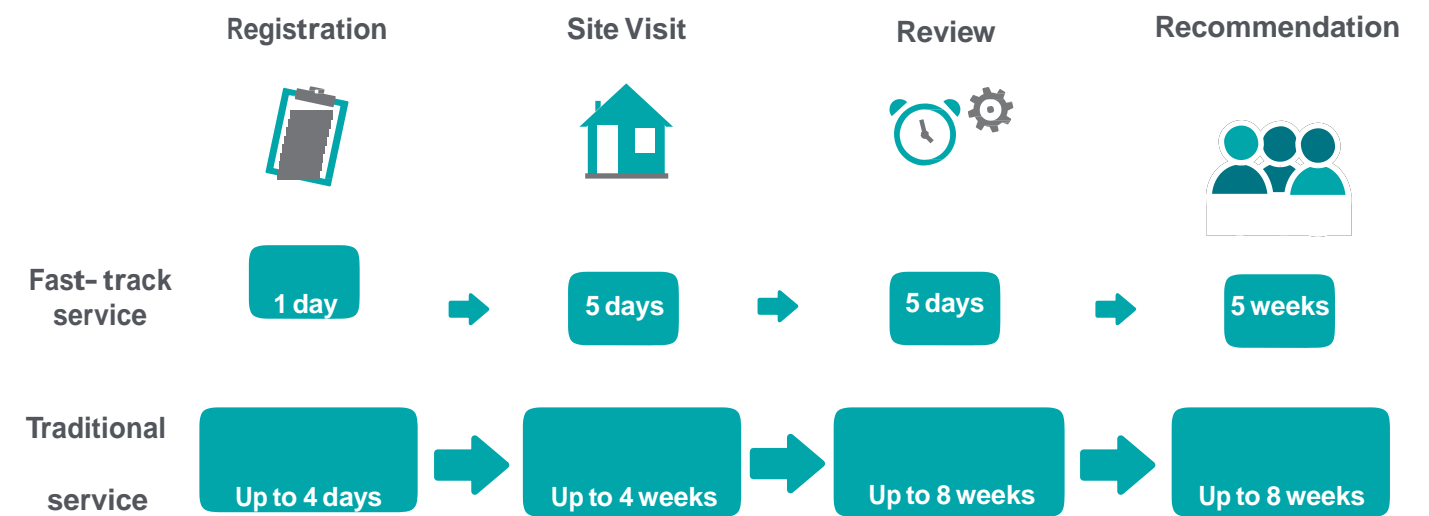 Registration
Site Visit
Review
Recommendation
Fast- track
service
1 day
5 days
5 days
5 weeks
Traditional
service
Up to 4 days
Up to 4 weeks
Up to 8 weeks
Up to 8 weeks